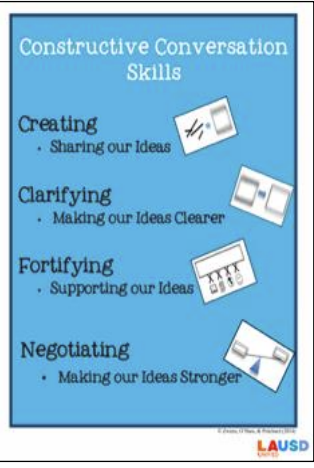 Constructive Conversation
Skills
Creating
• Sharing our Ideas
Clarifying
• Making our Ideas Clearer
Fortifying
• Supporting our Ideas
Negotiating
• Making our Ideas Stronger
LAUSD
UNIFIED